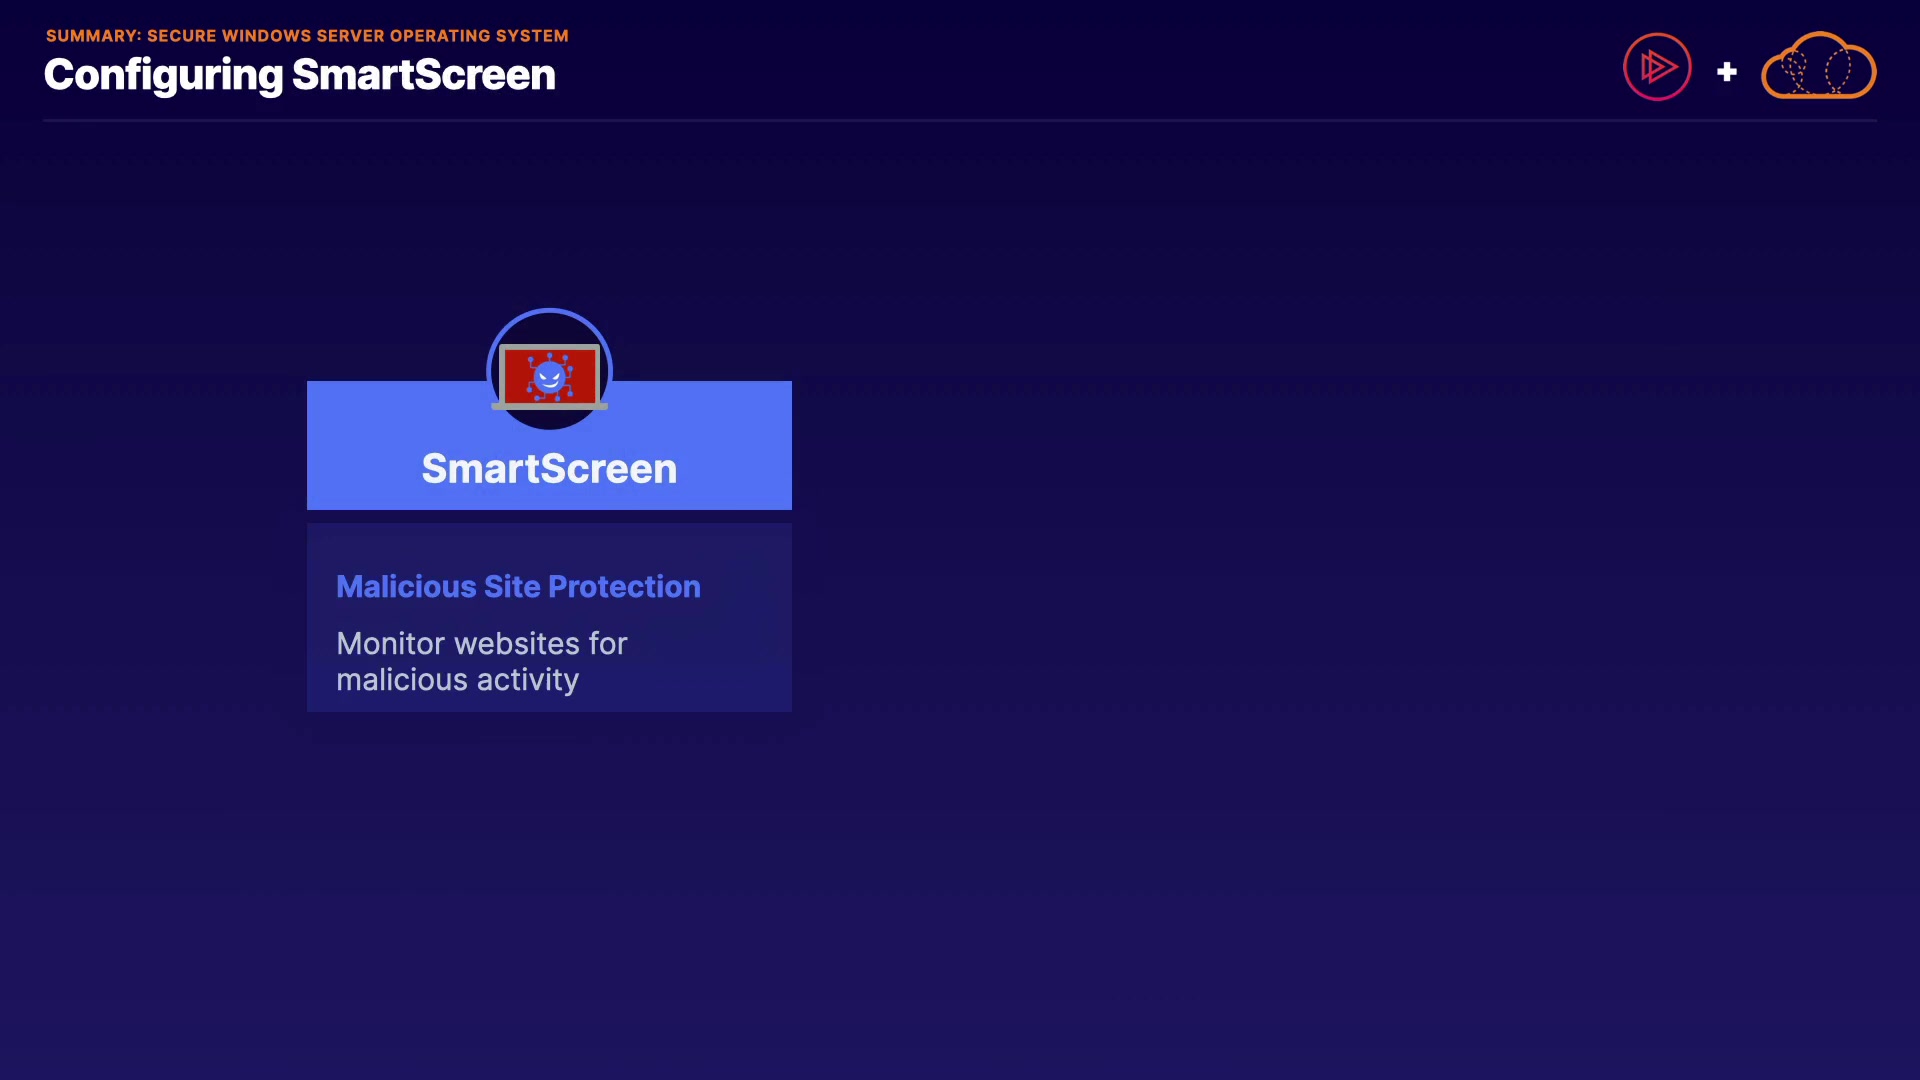 SUMMARY: SECURE WINDOWS SERVER OPERATING SYSTEM
Configuring SmartScreen
SmartScreen
Malicious Site Protection
Monitor websites for
malicious activity